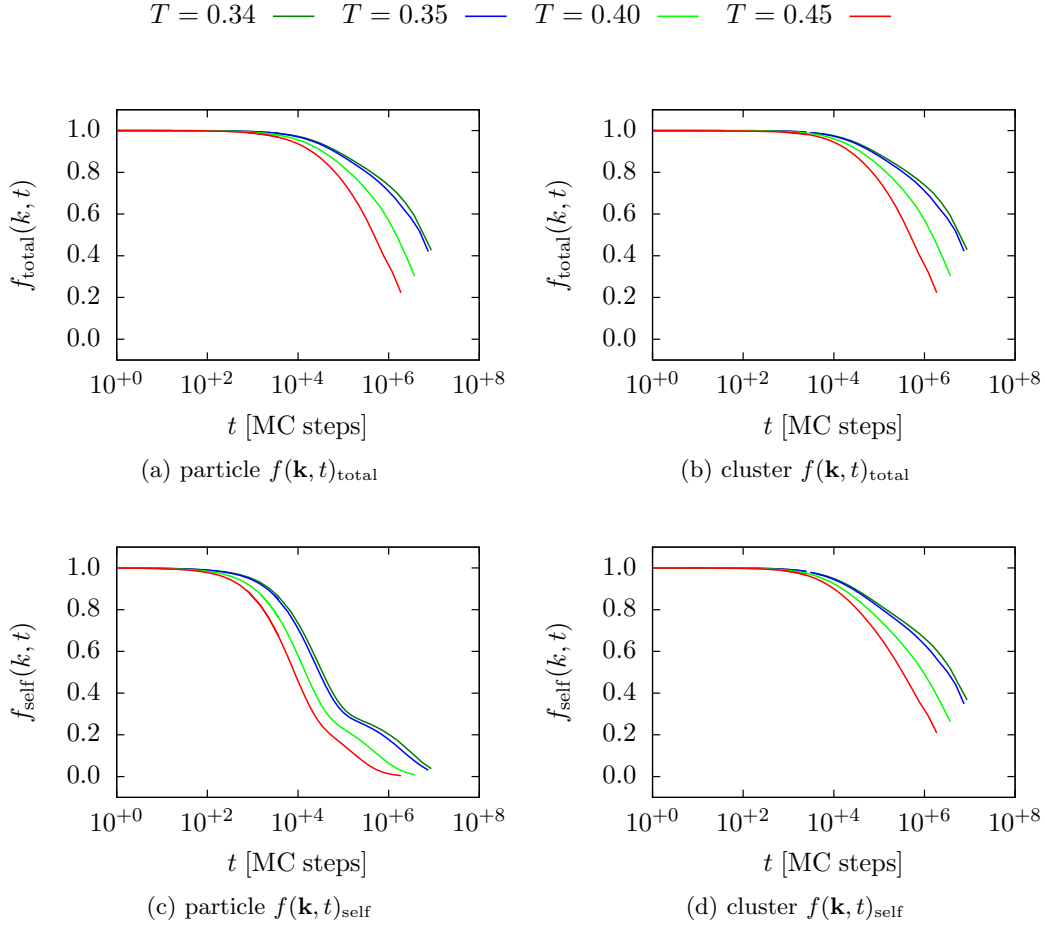 T = 0.34 T = 0.35 T = 0.40 T = 0.45
1.0
0.8
0.6
0.4
0.2
0.0
f_total(k, t)
10^{+0} 10^{+2} 10^{+4} 10^{+6} 10^{+8}
t [MC steps]
(a) particle f(k, t)_total
1.0
0.8
0.6
0.4
0.2
0.0
f_total(k, t)
10^{+0} 10^{+2} 10^{+4} 10^{+6} 10^{+8}
t [MC steps]
(b) cluster f(k, t)_total
1.0
0.8
0.6
0.4
0.2
0.0
f_self(k, t)
10^{+0} 10^{+2} 10^{+4} 10^{+6} 10^{+8}
t [MC steps]
(c) particle f(k, t)_self
1.0
0.8
0.6
0.4
0.2
0.0
f_self(k, t)
10^{+0} 10^{+2} 10^{+4} 10^{+6} 10^{+8}
t [MC steps]
(d) cluster f(k, t)_self